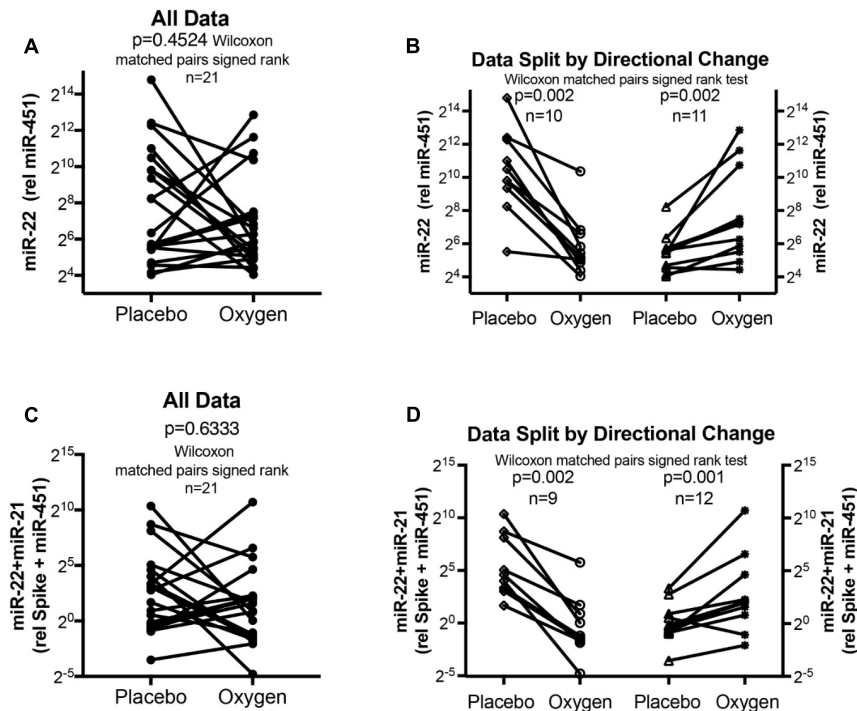 A
All Data
p=0.4524 Wilcoxon
matched pairs signed rank
n=21
miR-22 (rel miR-451)
2^14
2^12
2^10
2^8
2^6
2^4
Placebo Oxygen
B
Data Split by Directional Change
Wilcoxon matched pairs signed rank test
p=0.002 p=0.002
n=10 n=11
miR-22 (rel miR-451)
2^14 2^14
2^12 2^12
2^10 2^10
2^8 2^8
2^6 2^6
2^4 2^4
miR-22 (rel miR-451)
Placebo Oxygen Placebo Oxygen
C
All Data
p=0.6333
Wilcoxon
matched pairs signed rank
n=21
miR-22+miR-21
(rel Spike + miR-451)
2^15
2^10
2^5
2^0
2^-5
Placebo Oxygen
D
Data Split by Directional Change
Wilcoxon matched pairs signed rank test
p=0.002 p=0.001
n=9 n=12
miR-22+miR-21
(rel Spike + miR-451)
2^15 2^15
2^10 2^10
2^5 2^5
2^0 2^0
2^-5 2^-5
miR-22+miR-21
(rel Spike + miR-451)
Placebo Oxygen Placebo Oxygen